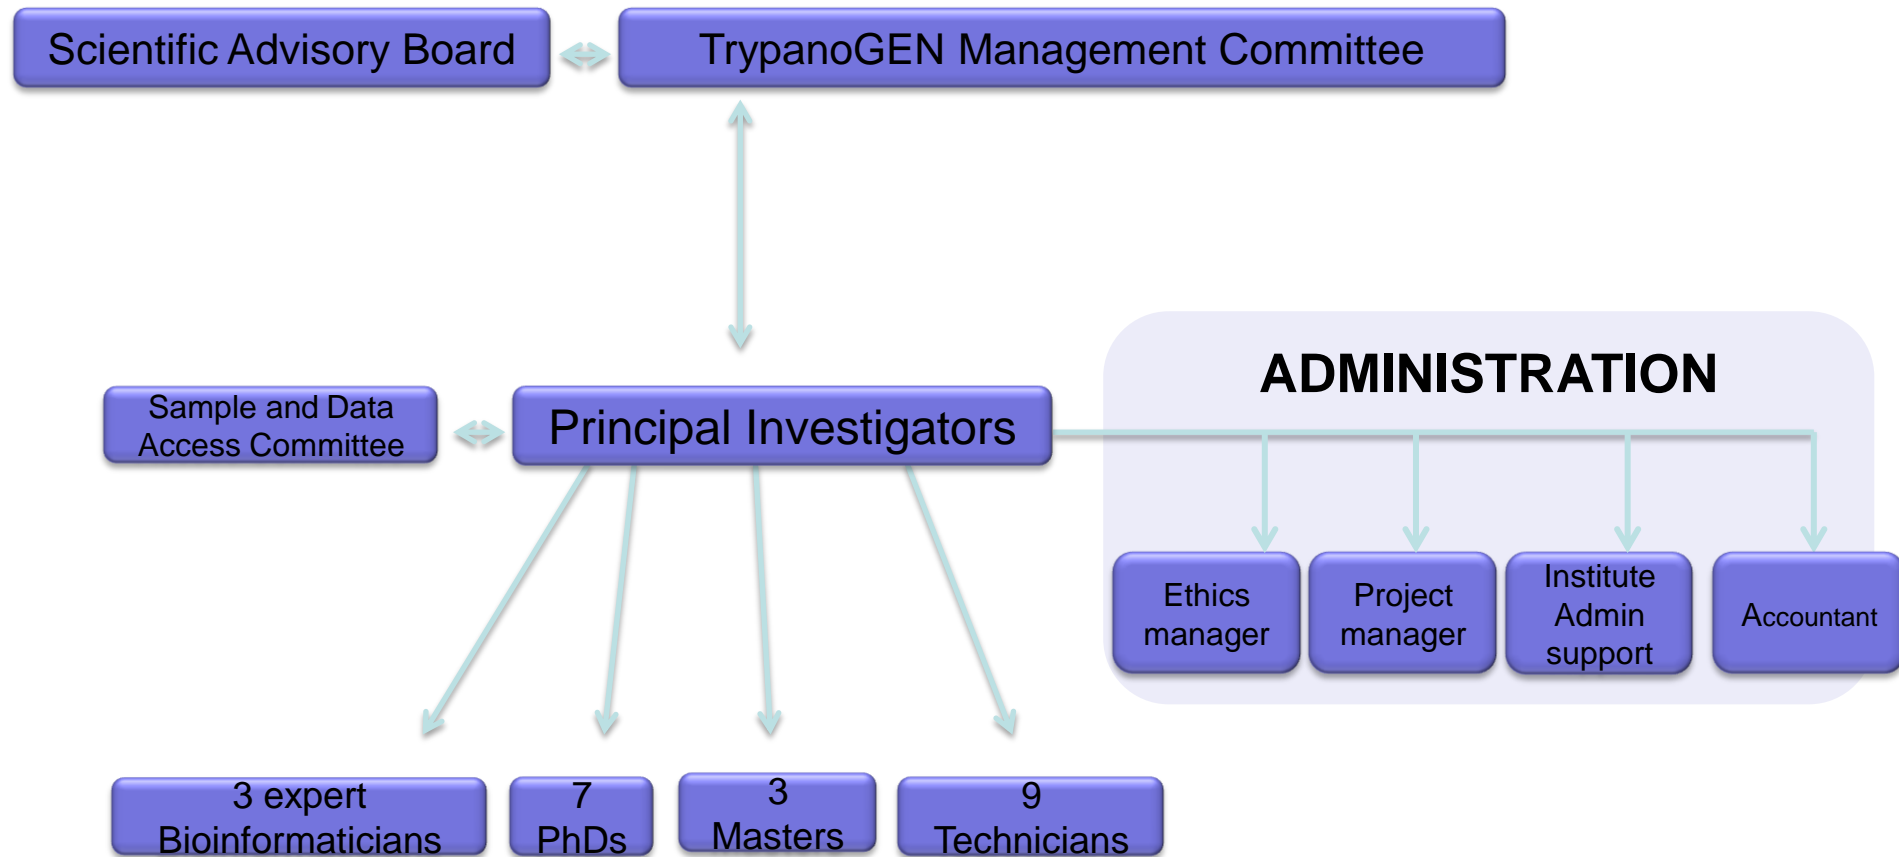 Scientific Advisory Board
TrypanoGEN Management Committee
Sample and Data
Access Committee
Principal Investigators
ADMINISTRATION
Ethics
manager
Project
manager
Institute
Admin
support
Accountant
3 expert
Bioinformaticians
7
PhDs
3
Masters
9
Technicians